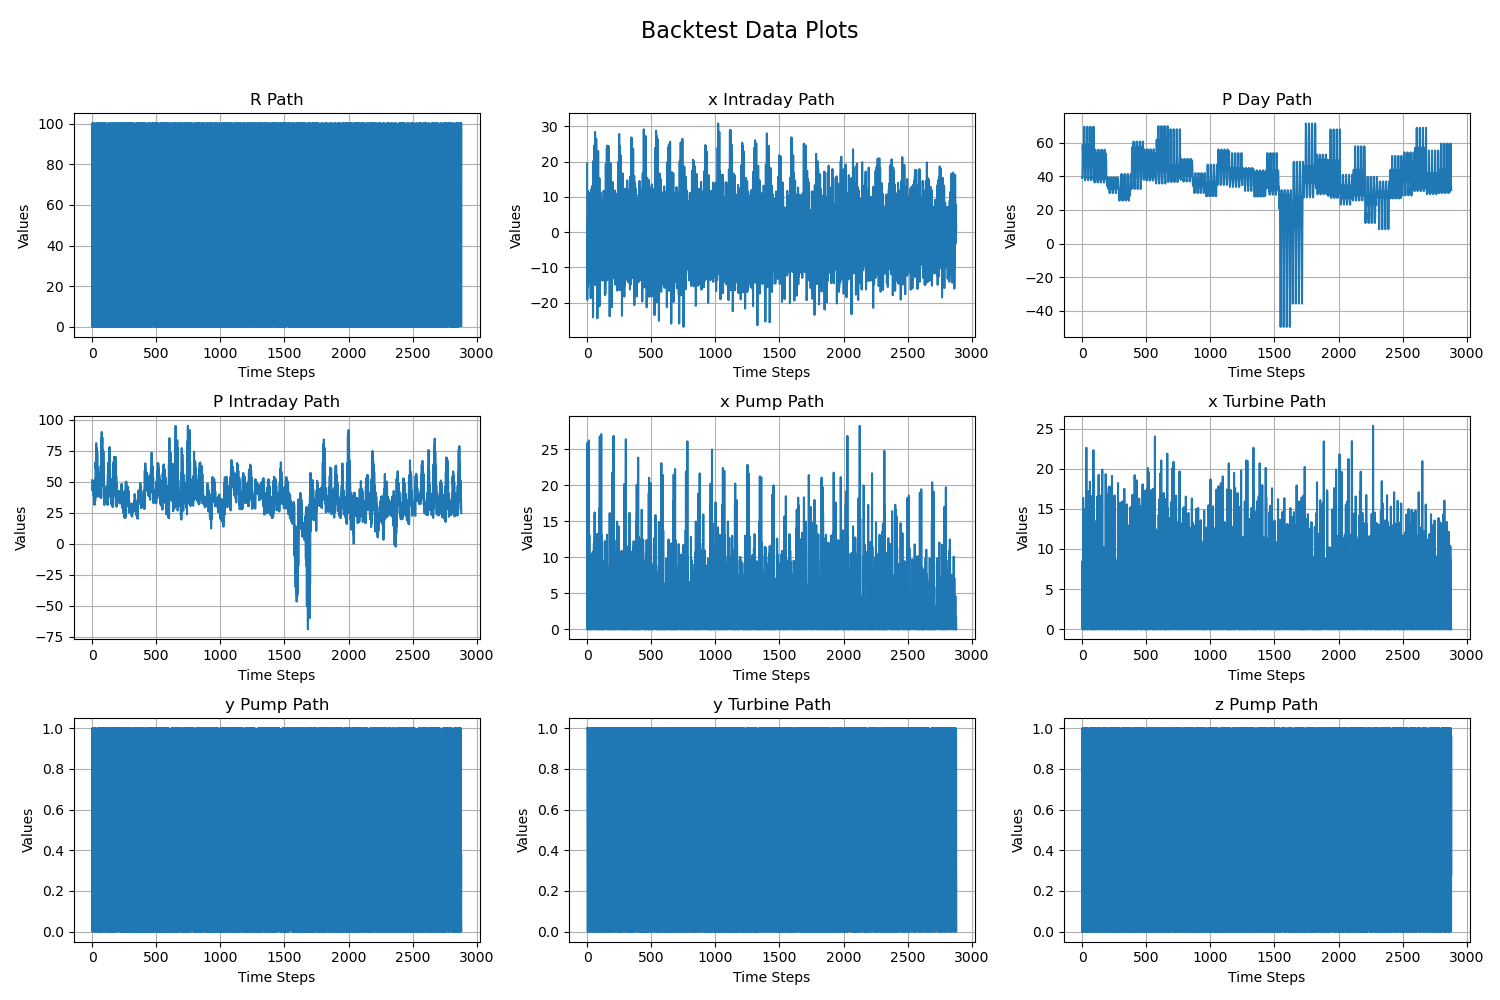 Backtest Data Plots
R Path
x Intraday Path
P Day Path
100
80
60
40
20
0
Values
0 500 1000 1500 2000 2500 3000
Time Steps
30
20
10
0
−10
−20
Values
0 500 1000 1500 2000 2500 3000
Time Steps
60
40
20
0
−20
−40
Values
0 500 1000 1500 2000 2500 3000
Time Steps
P Intraday Path
x Pump Path
x Turbine Path
100
75
50
25
0
−25
−50
−75
Values
0 500 1000 1500 2000 2500 3000
Time Steps
25
20
15
10
5
0
Values
0 500 1000 1500 2000 2500 3000
Time Steps
25
20
15
10
5
0
Values
0 500 1000 1500 2000 2500 3000
Time Steps
y Pump Path
y Turbine Path
z Pump Path
1.0
0.8
0.6
0.4
0.2
0.0
Values
0 500 1000 1500 2000 2500 3000
Time Steps
1.0
0.8
0.6
0.4
0.2
0.0
Values
0 500 1000 1500 2000 2500 3000
Time Steps
1.0
0.8
0.6
0.4
0.2
0.0
Values
0 500 1000 1500 2000 2500 3000
Time Steps